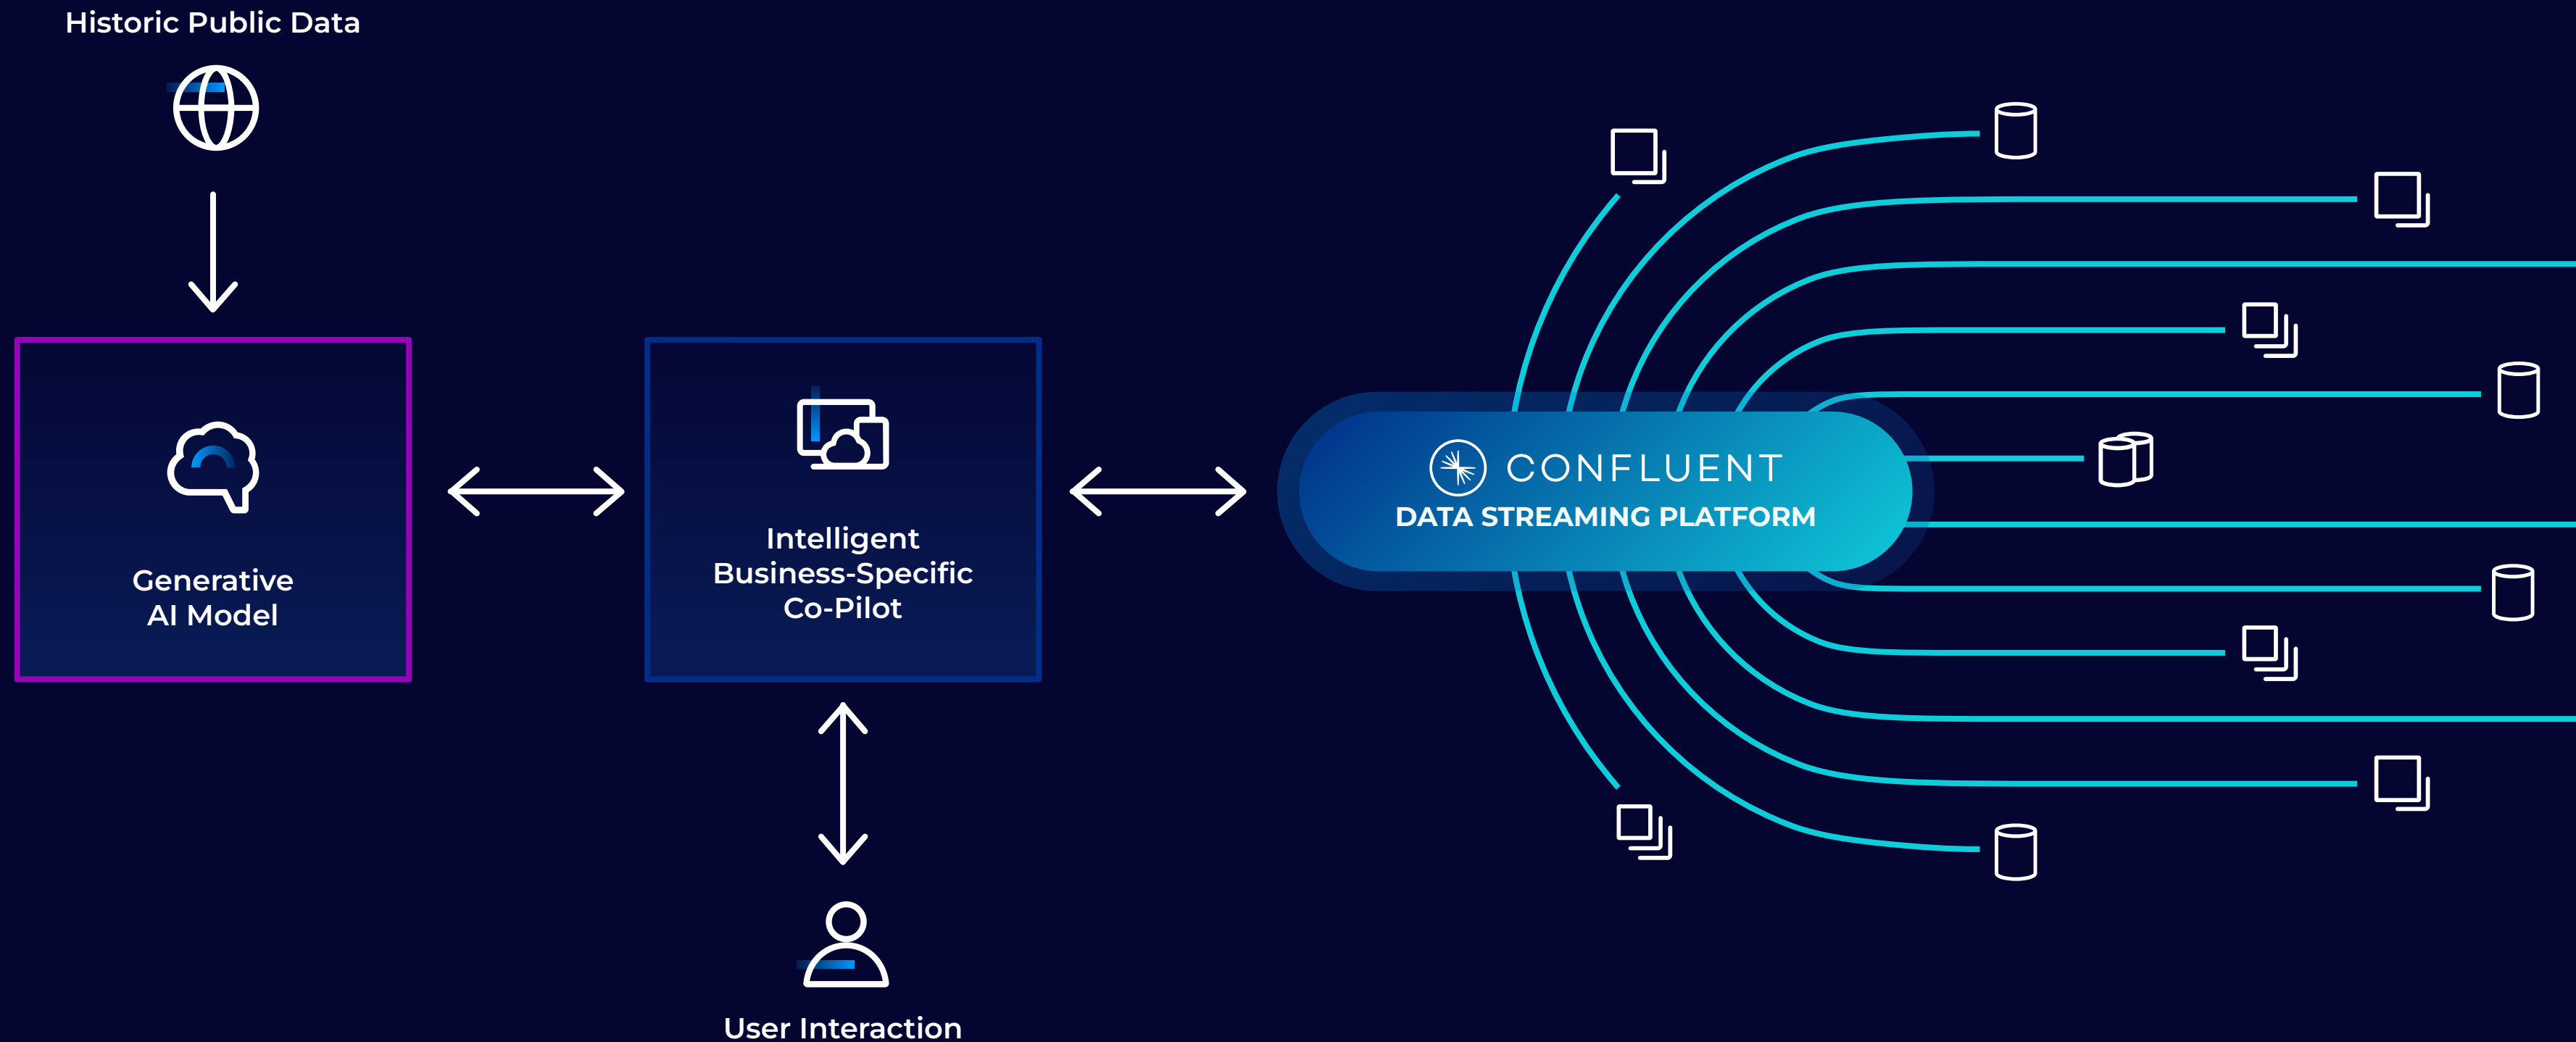 Historic Public Data
Generative
AI Model
Intelligent
Business-Specific
Co-Pilot
User Interaction
CONFLUENT
DATA STREAMING PLATFORM